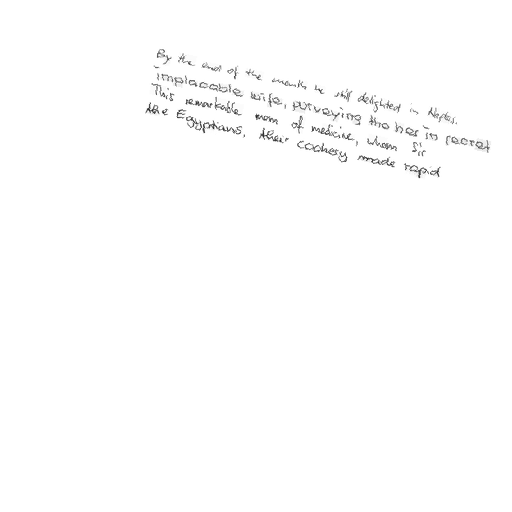 By the end of the month he still delighted in Naples.
implacable wife, purveying the hero in secret
This remarkable man of medicine, whom Sir
the Egyptians, their cookery made rapid